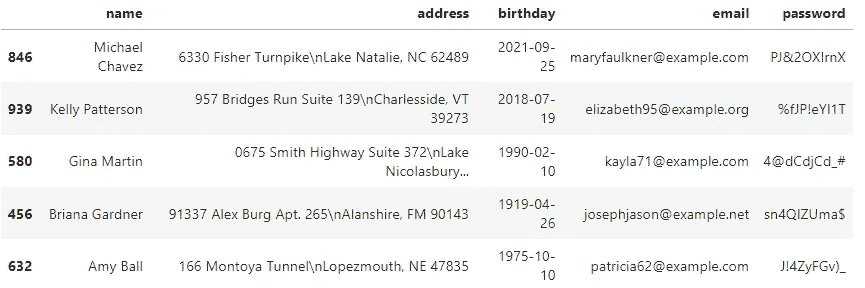 name address birthday email password
846 Michael Chavez 6330 Fisher Turnpike\nLake Natalie, NC 62489 2021-09-25 maryfaulkner@example.com PJ&2OXIrnX
939 Kelly Patterson 957 Bridges Run Suite 139\nCharlesside, VT 39273 2018-07-19 elizabeth95@example.org %fJP!eYI1T
580 Gina Martin 0675 Smith Highway Suite 372\nLake Nicolasbury... 1990-02-10 kayla71@example.com 4@dCdjCd_#
456 Briana Gardner 91337 Alex Burg Apt. 265\nAlanshire, FM 90143 1919-04-26 josephjason@example.net sn4QIZUma$
632 Amy Ball 166 Montoya Tunnel\nLopezmouth, NE 47835 1975-10-10 patricia62@example.com J!4ZyFGv)_